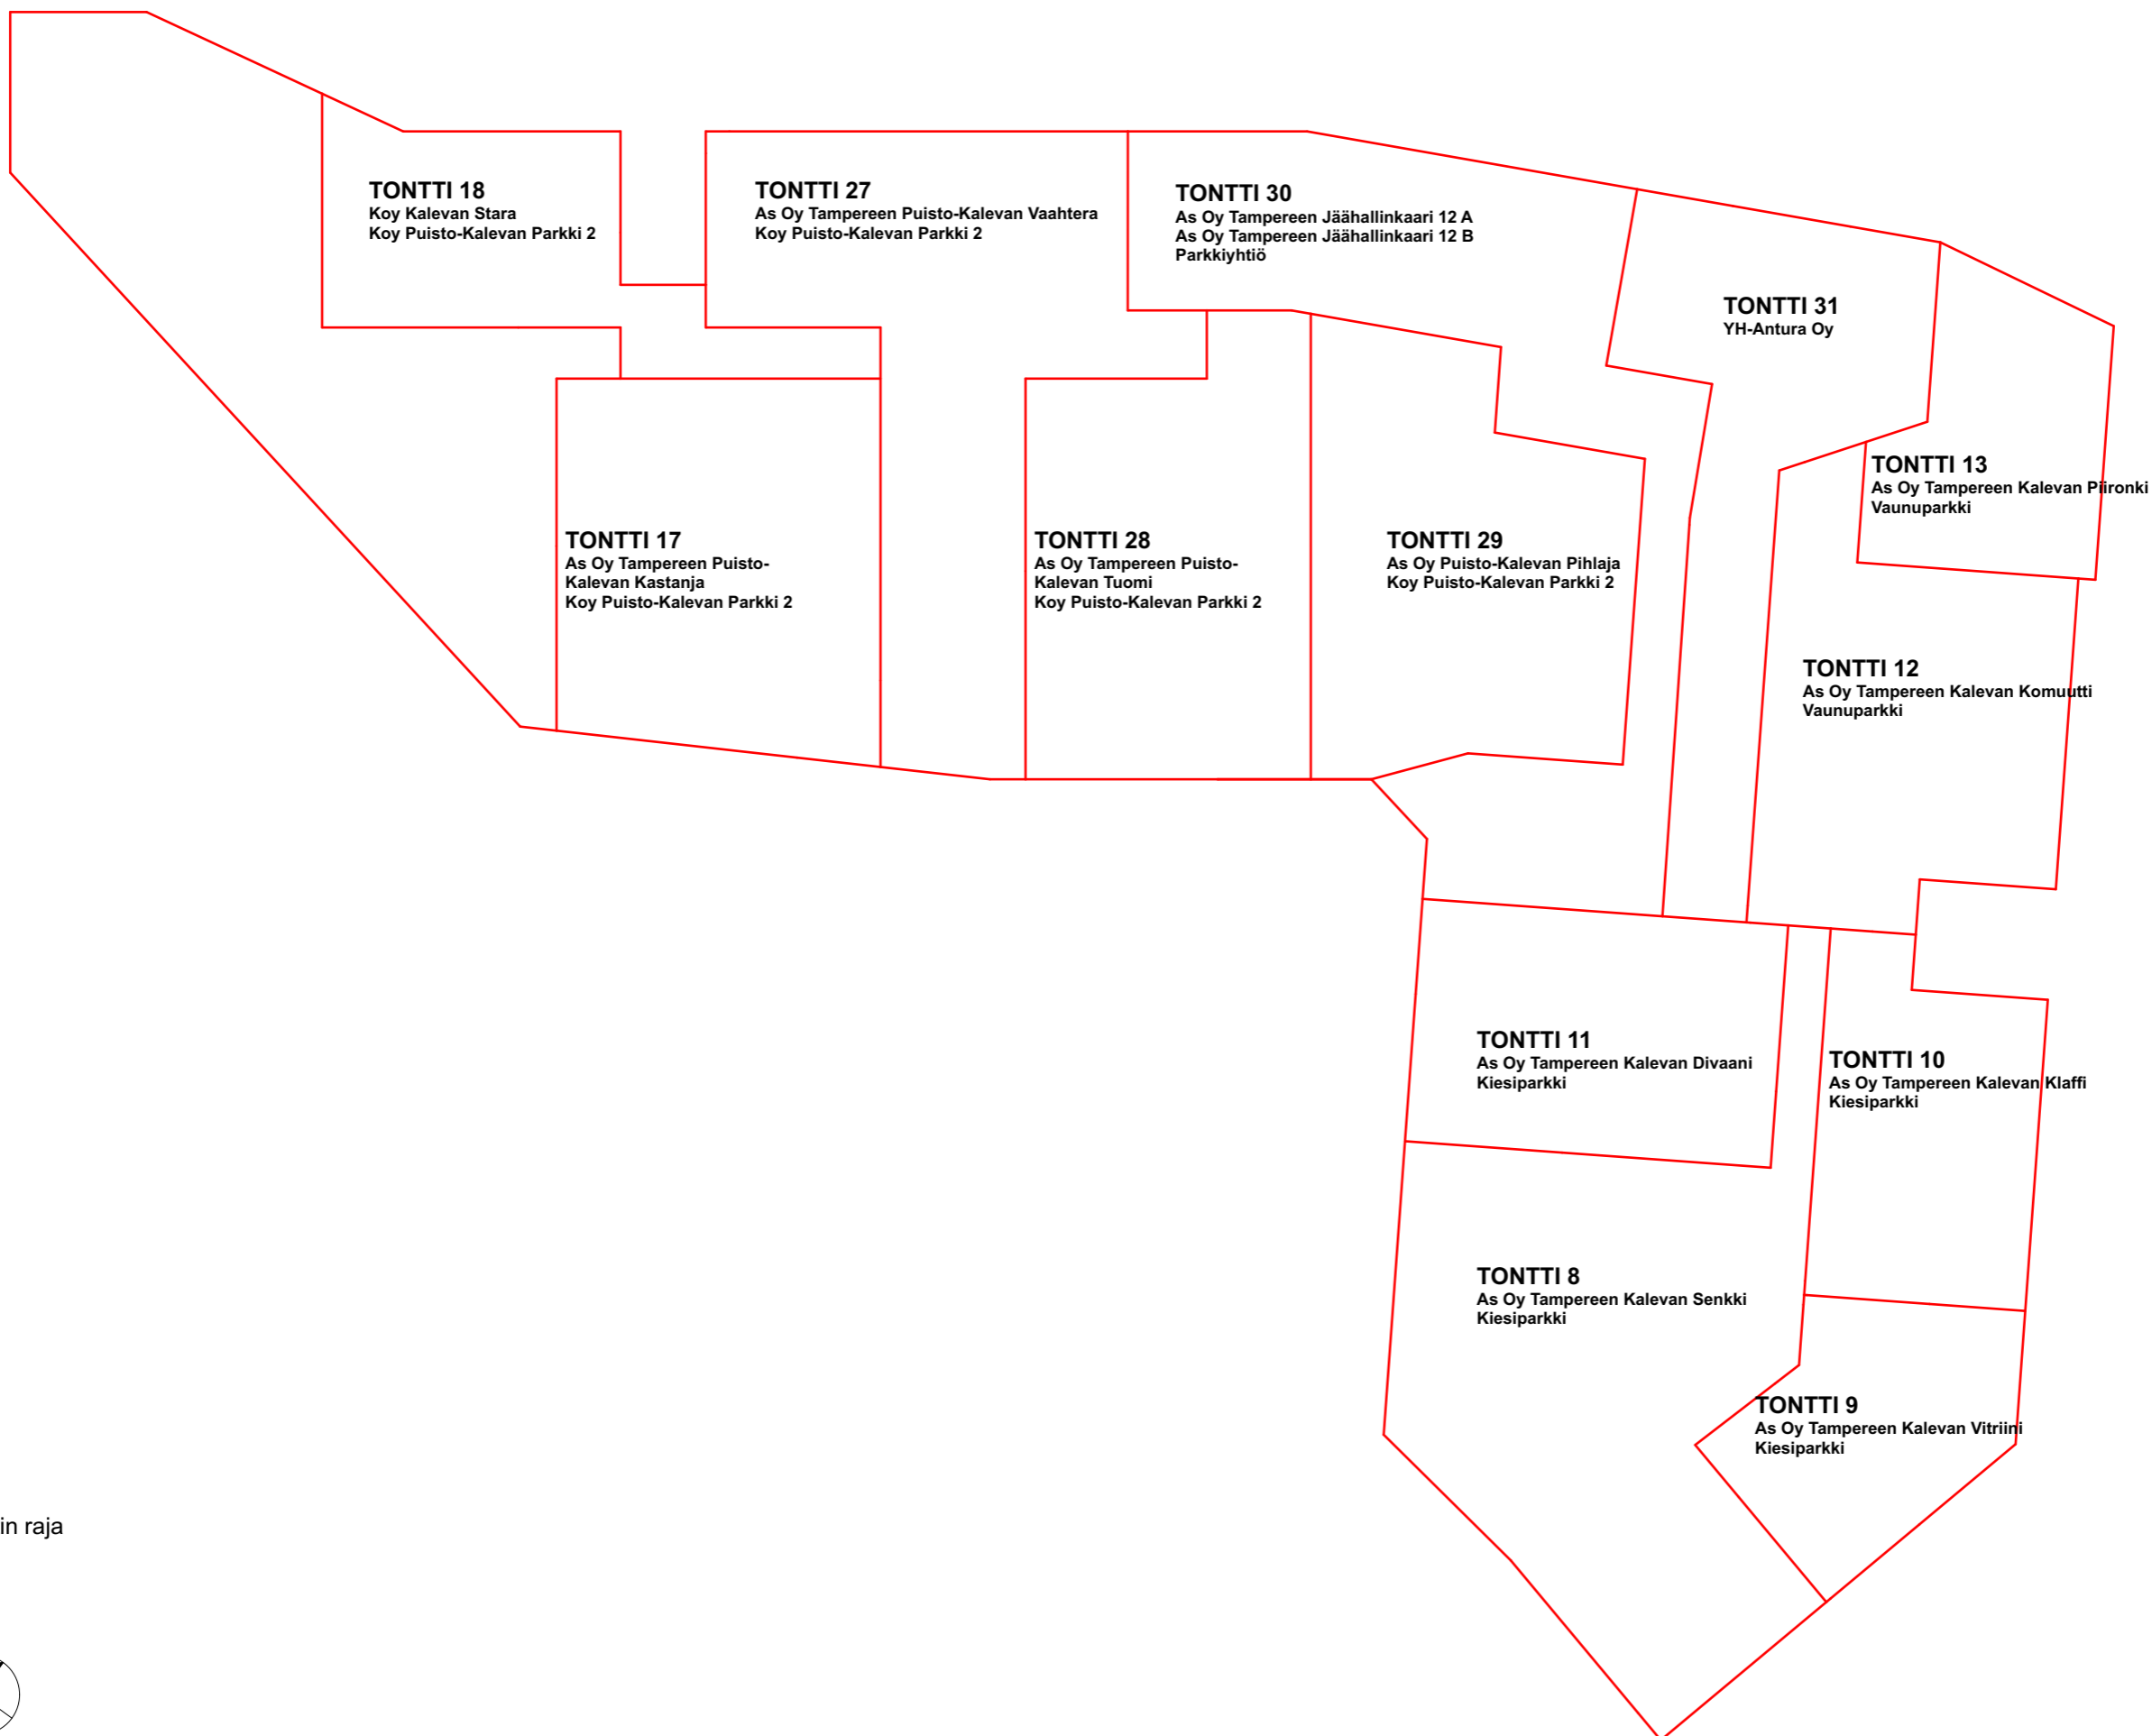 TONTTI 18
Koy Kalevan Stara
Koy Puisto-Kalevan Parkki 2
TONTTI 27
As Oy Tampereen Puisto-Kalevan Vaahtera
Koy Puisto-Kalevan Parkki 2
TONTTI 30
As Oy Tampereen Jäähallinkaari 12 A
As Oy Tampereen Jäähallinkaari 12 B
Parkkiyhtiö
TONTTI 31
YH-Antura Oy
TONTTI 13
As Oy Tampereen Kalevan Piironki
Vaunuparkki
TONTTI 17
As Oy Tampereen Puisto-
Kalevan Kastanja
Koy Puisto-Kalevan Parkki 2
TONTTI 28
As Oy Tampereen Puisto-
Kalevan Tuomi
Koy Puisto-Kalevan Parkki 2
TONTTI 29
As Oy Puisto-Kalevan Pihlaja
Koy Puisto-Kalevan Parkki 2
TONTTI 12
As Oy Tampereen Kalevan Komuutti
Vaunuparkki
TONTTI 11
As Oy Tampereen Kalevan Divaani
Kiesiparkki
TONTTI 10
As Oy Tampereen Kalevan Klaffi
Kiesiparkki
TONTTI 8
As Oy Tampereen Kalevan Senkki
Kiesiparkki
TONTTI 9
As Oy Tampereen Kalevan Vitriini
Kiesiparkki
in raja